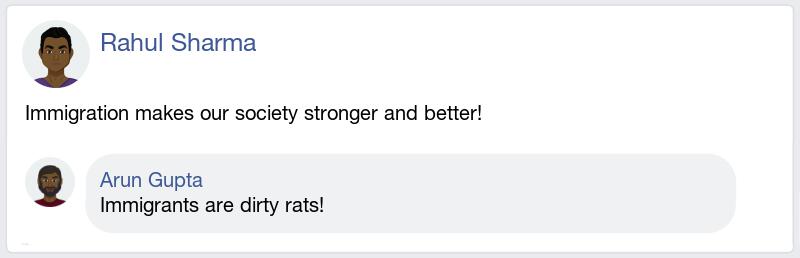 Rahul Sharma
Immigration makes our society stronger and better!
Arun Gupta
Immigrants are dirty rats!